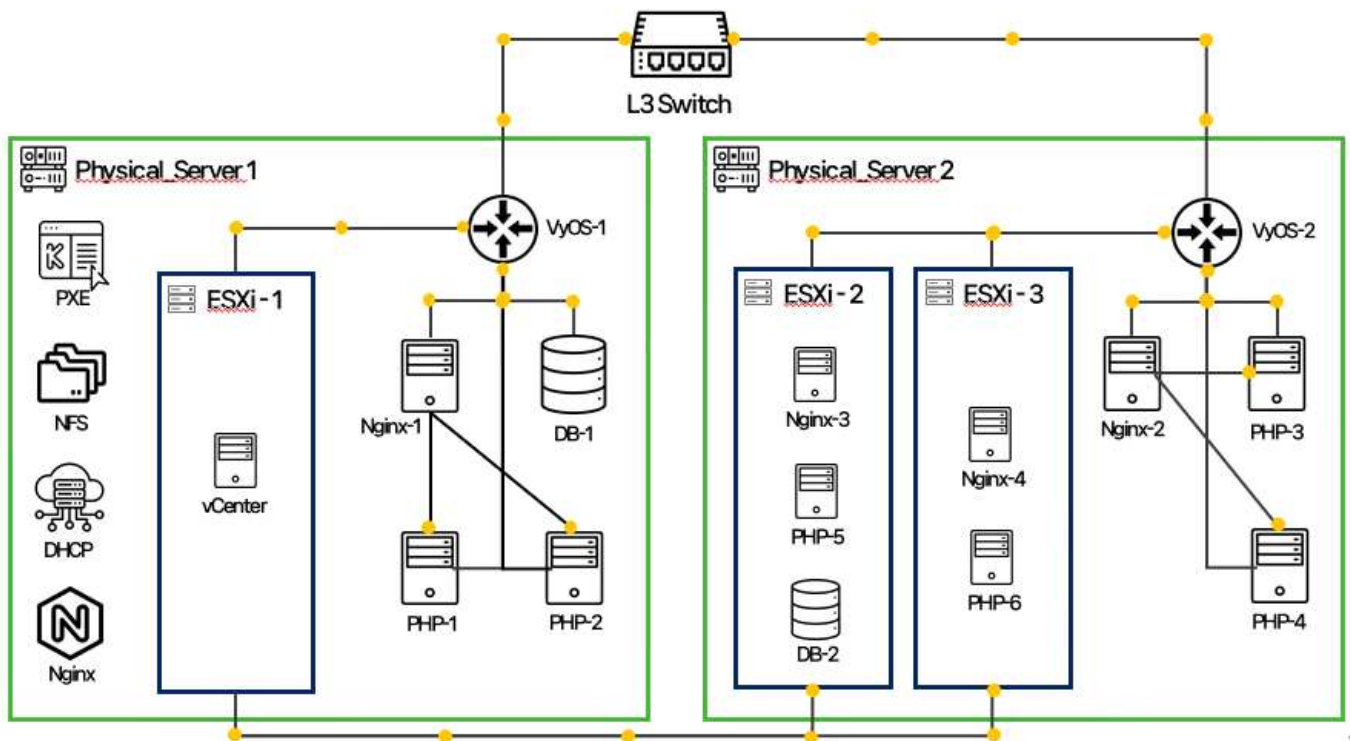 L3 Switch
Physical_Server 1
VyOS-1
PXE
ESXi - 1
NFS
Nginx-1
DB-1
vCenter
DHCP
PHP-1
PHP-2
Nginx
Physical_Server 2
VyOS-2
ESXi - 2
ESXi - 3
Nginx-3
Nginx-4
Nginx-2
PHP-3
PHP-5
PHP-6
DB-2
PHP-4